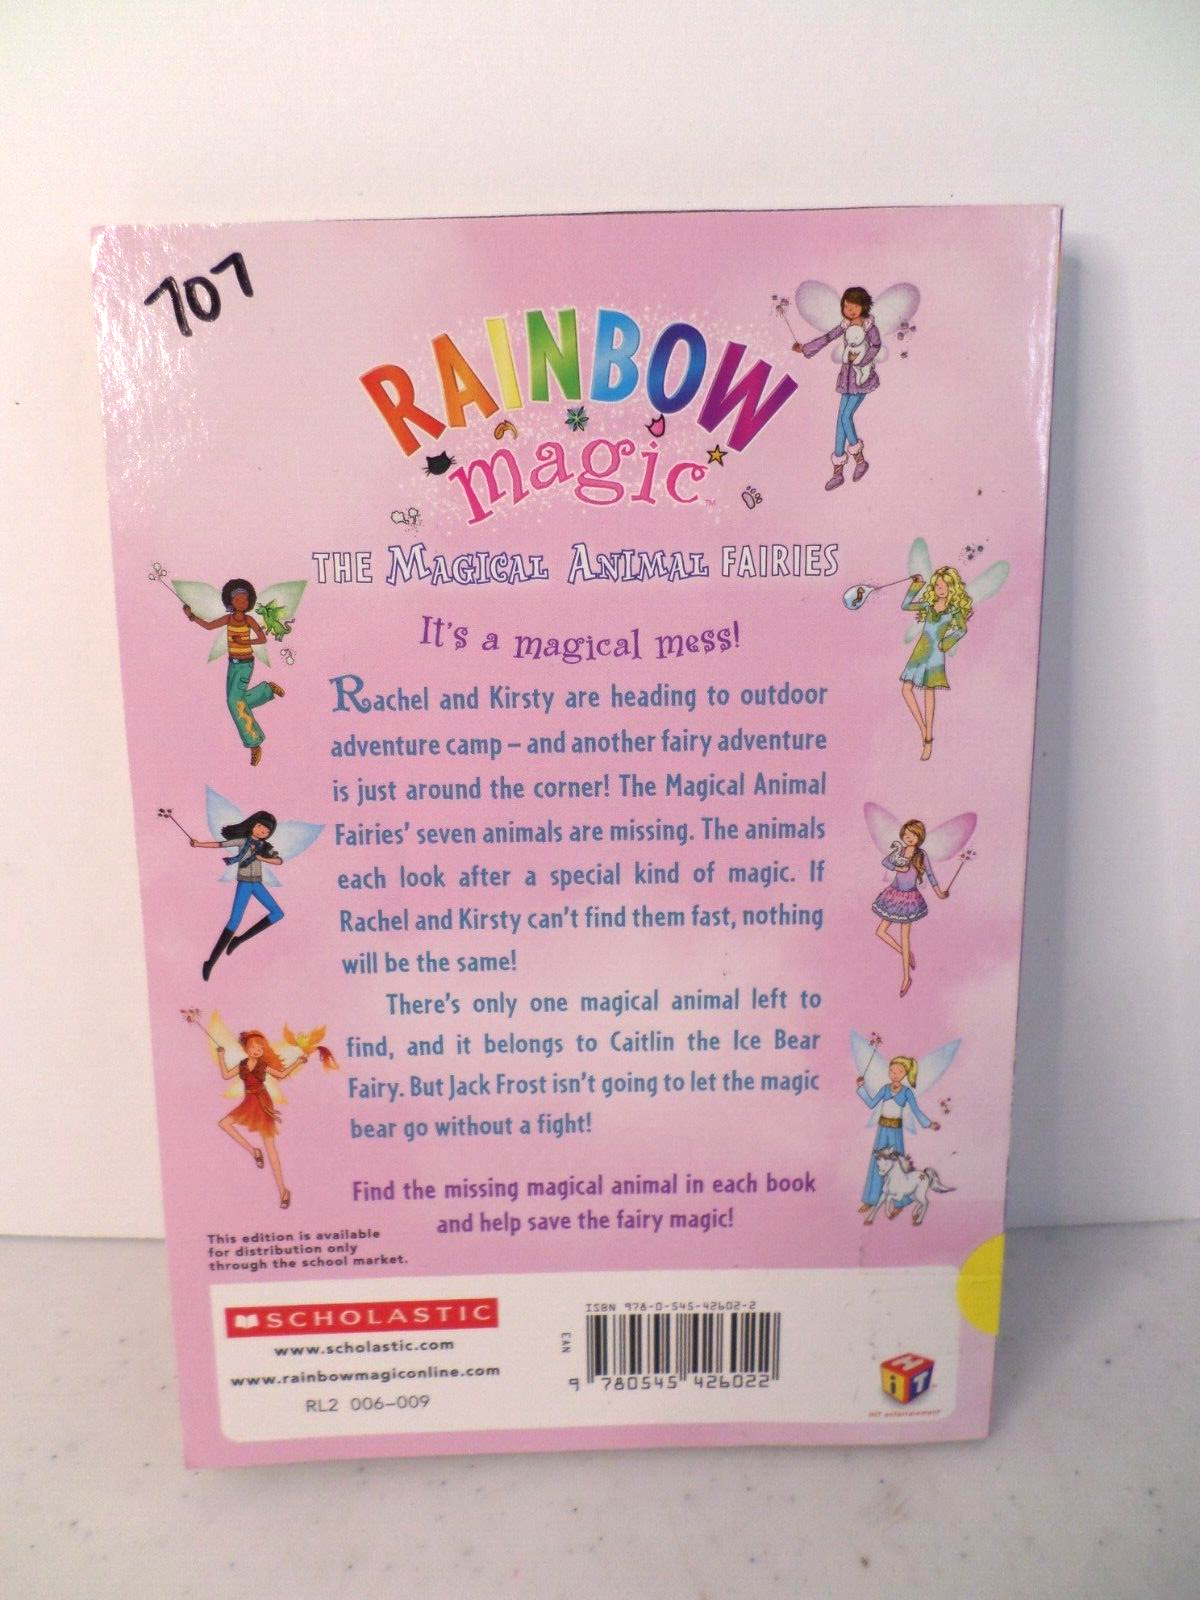 707
RAINBOW
magic™
THE MAGICAL ANIMAL FAIRIES
It's a magical mess!
Rachel and Kirsty are heading to outdoor
adventure camp – and another fairy adventure
is just around the corner! The Magical Animal
Fairies' seven animals are missing. The animals
each look after a special kind of magic. If
Rachel and Kirsty can't find them fast, nothing
will be the same!
There's only one magical animal left to
find, and it belongs to Caitlin the Ice Bear
Fairy. But Jack Frost isn't going to let the magic
bear go without a fight!
Find the missing magical animal in each book
and help save the fairy magic!
This edition is available
for distribution only
through the school market.
SCHOLASTIC
www.scholastic.com
www.rainbowmagiconline.com
RL2 006–009
ISBN 978-0-545-42602-2
EAN
9 780545 426022
HiT
HIT entertainment